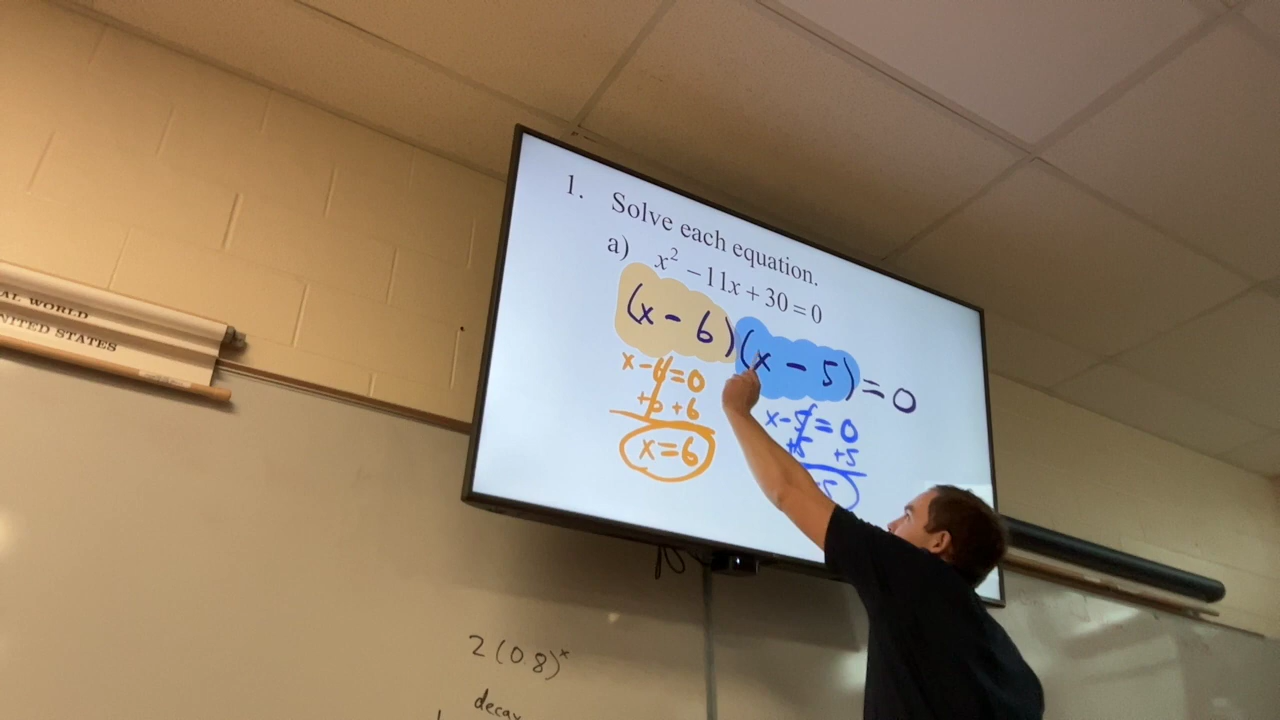 1. Solve each equation.
a) x² − 11x + 30 = 0
(x − 6)(x − 5) = 0
x − 6 = 0
+6 +6
x = 6
x − 5 = 0
+5 +5
5
AL WORLD
NITED STATES
2(0.8)ˣ
decay